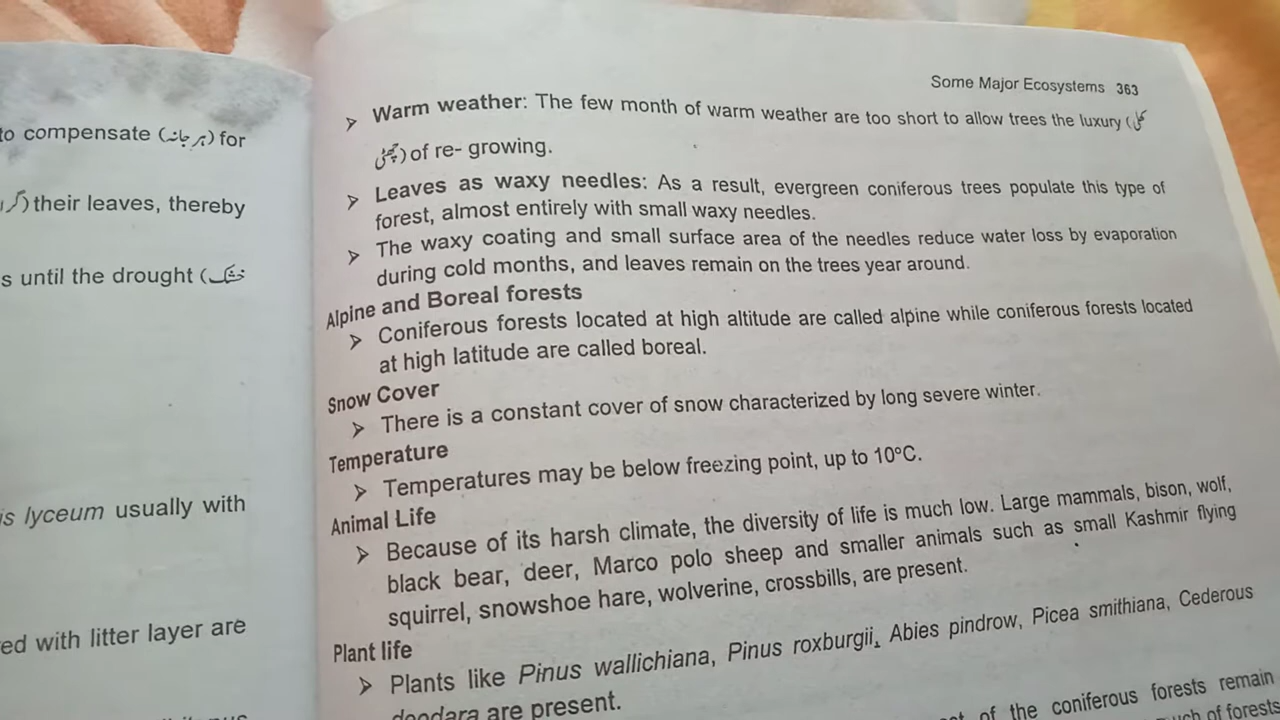 to compensate (ہرجانہ) for
their leaves, thereby
s until the drought (خشک
is lyceum usually with
ed with litter layer are
Some Major Ecosystems 363
➢ Warm weather: The few month of warm weather are too short to allow trees the luxury (
) of re- growing.
➢ Leaves as waxy needles: As a result, evergreen coniferous trees populate this type of
forest, almost entirely with small waxy needles.
➢ The waxy coating and small surface area of the needles reduce water loss by evaporation
during cold months, and leaves remain on the trees year around.
Alpine and Boreal forests
➢ Coniferous forests located at high altitude are called alpine while coniferous forests located
at high latitude are called boreal.
Snow Cover
➢ There is a constant cover of snow characterized by long severe winter.
Temperature
➢ Temperatures may be below freezing point, up to 10°C.
Animal Life
➢ Because of its harsh climate, the diversity of life is much low. Large mammals, bison, wolf,
black bear, deer, Marco polo sheep and smaller animals such as small Kashmir flying
squirrel, snowshoe hare, wolverine, crossbills, are present.
Plant life
➢ Plants like Pinus wallichiana, Pinus roxburgii, Abies pindrow, Picea smithiana, Cederous
deodara are present.
of the coniferous forests remain
of forests